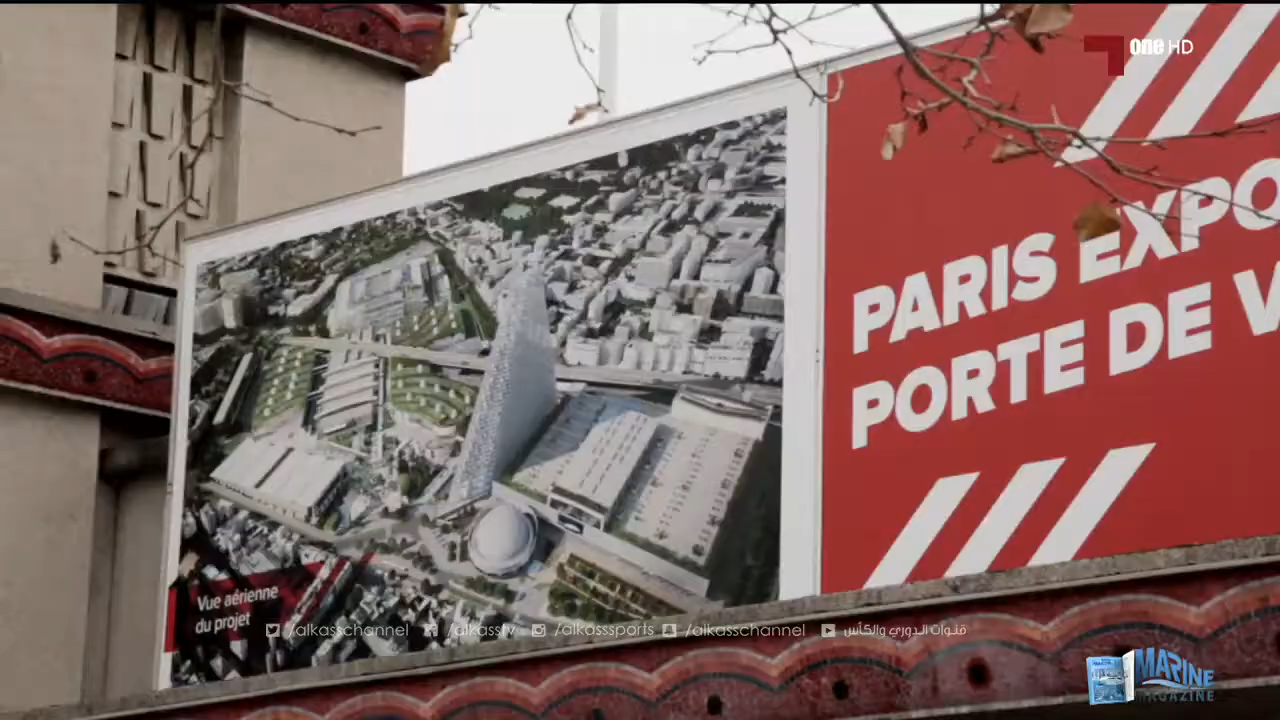 one HD
PARIS EXPO
PORTE DE V
Vue aérienne
du projet
/alkasschannel /alkasstv /alkasssports /alkasschannel قنوات الدوري والكأس
MARINE
MAGAZINE